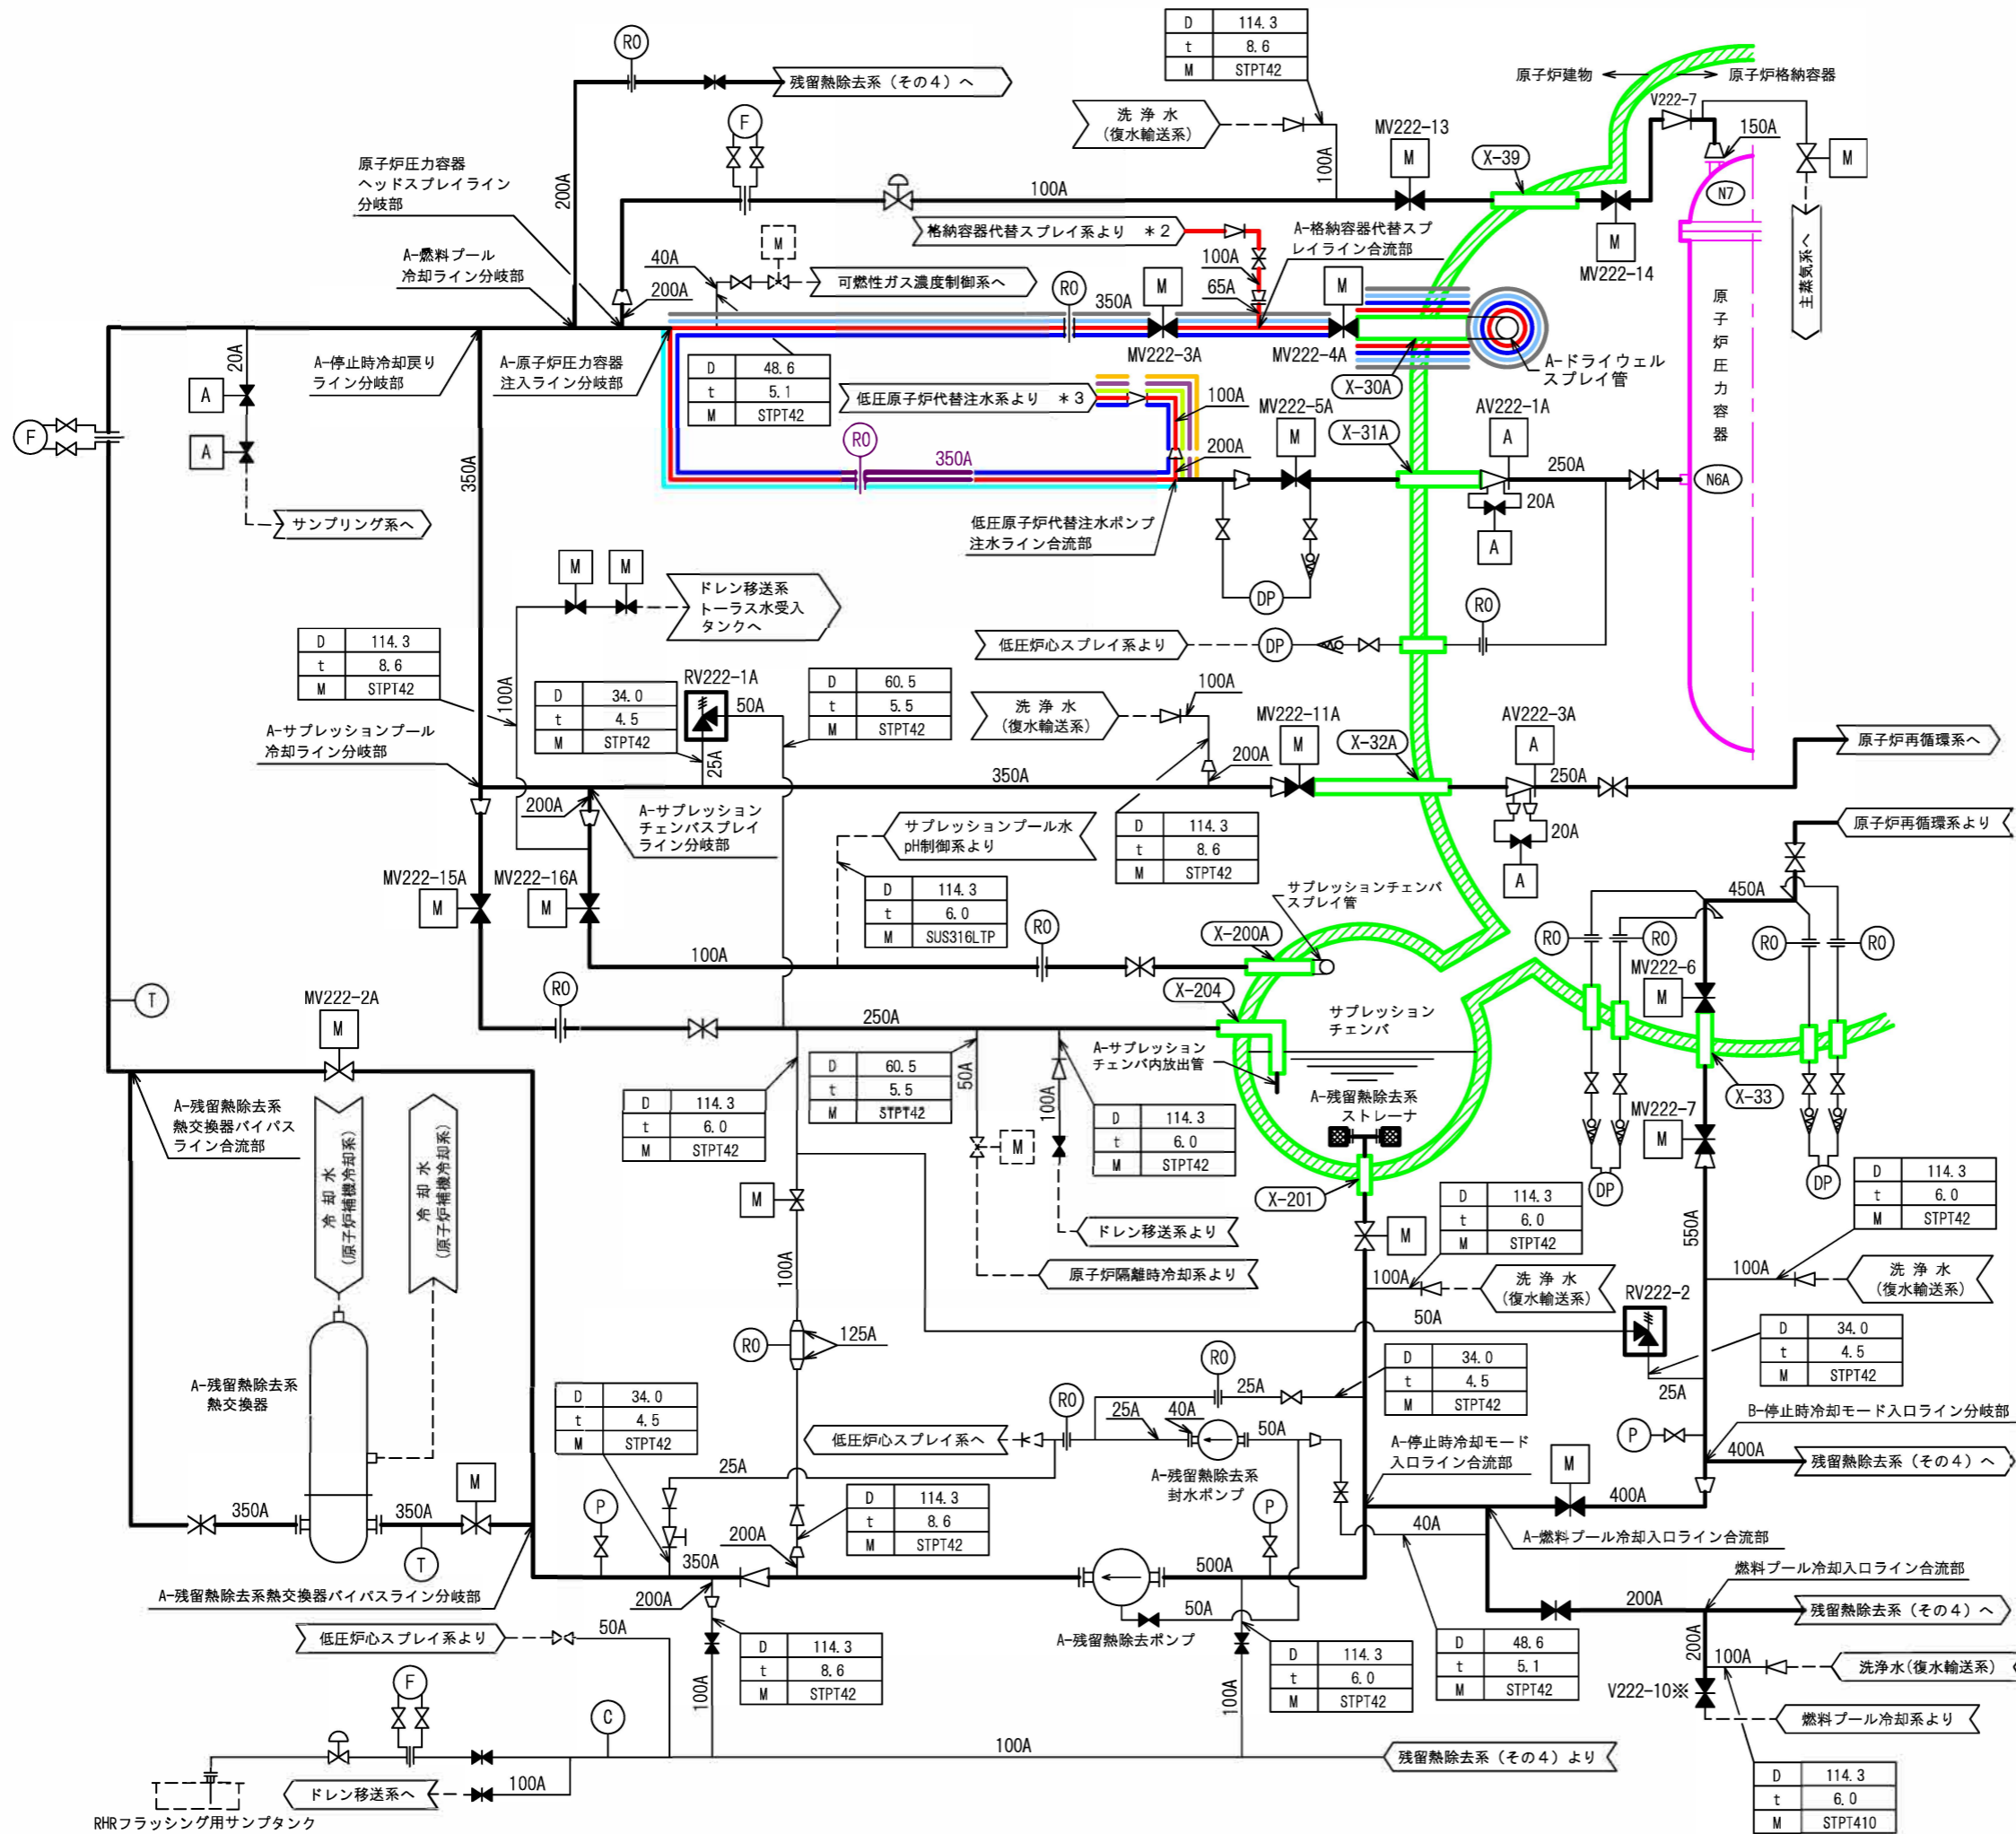 D 114.3
t 8.6
M STPT42
RO
残留熱除去系(その4)へ
原子炉建物
原子炉格納容器
V222-7
洗 浄 水
(復水輸送系)
F
MV222-13
M
X-39
150A
M
原子炉圧力容器
ヘッドスプレイライン
分岐部
200A
100A
100A
N7
格納容器代替スプレイ系より *2
A-格納容器代替スプ
レイライン合流部
M
MV222-14
主蒸気系へ
A-燃料プール
冷却ライン分岐部
M
40A
可燃性ガス濃度制御系へ
200A
100A
65A
RO
350A
M
M
原子炉圧力容器
20A
A-停止時冷却戻り
ライン分岐部
A-原子炉圧力容器
注入ライン分岐部
MV222-3A
MV222-4A
A-ドライウェル
スプレイ管
D 48.6
t 5.1
M STPT42
X-30A
低圧原子炉代替注水系より *3
100A
MV222-5A
M
X-31A
AV222-1A
A
A
F
A
RO
350A
200A
250A
N6A
350A
20A
A
サンプリング系へ
低圧原子炉代替注水ポンプ
注水ライン合流部
M
M
ドレン移送系
トーラス水受入
タンクへ
DP
RO
低圧炉心スプレイ系より
DP
D 114.3
t 8.6
M STPT42
100A
D 34.0
t 4.5
M STPT42
RV222-1A
50A
25A
D 60.5
t 5.5
M STPT42
洗 浄 水
(復水輸送系)
100A
MV222-11A
M
X-32A
AV222-3A
A
原子炉再循環系へ
A-サプレッションプール
冷却ライン分岐部
350A
200A
250A
200A
A-サプレッション
チェンバスプレイ
ライン分岐部
サプレッションプール水
pH制御系より
D 114.3
t 8.6
M STPT42
20A
A
原子炉再循環系より
MV222-15A
M
MV222-16A
M
D 114.3
t 6.0
M SUS316LTP
サプレッションチェンバ
スプレイ管
450A
RO
RO
RO
RO
100A
RO
X-200A
MV222-6
M
T
MV222-2A
M
RO
X-204
サプレッション
チェンバ
250A
A-サプレッション
チェンバ内放出管
D 60.5
t 5.5
M STPT42
50A
100A
D 114.3
t 6.0
M STPT42
D 114.3
t 6.0
M STPT42
A-残留熱除去系
ストレーナ
X-33
MV222-7
M
A-残留熱除去系
熱交換器バイパス
ライン合流部
冷 却 水
(原子炉補機冷却系)
冷 却 水
(原子炉補機冷却系)
M
M
X-201
DP
DP
D 114.3
t 6.0
M STPT42
D 114.3
t 6.0
M STPT42
ドレン移送系より
M
550A
100A
原子炉隔離時冷却系より
100A
洗 浄 水
(復水輸送系)
100A
洗 浄 水
(復水輸送系)
RV222-2
50A
RO
125A
D 34.0
t 4.5
M STPT42
RO
D 34.0
t 4.5
M STPT42
25A
25A
A-残留熱除去系
熱交換器
D 34.0
t 4.5
M STPT42
RO
25A
40A
50A
低圧炉心スプレイ系へ
A-残留熱除去系
封水ポンプ
A-停止時冷却モード
入口ライン合流部
B-停止時冷却モード入口ライン分岐部
P
M
400A
残留熱除去系(その4)へ
25A
P
D 114.3
t 8.6
M STPT42
P
400A
350A
350A
M
T
200A
40A
A-燃料プール冷却入口ライン合流部
350A
500A
燃料プール冷却入口ライン合流部
A-残留熱除去系熱交換器バイパスライン分岐部
200A
50A
200A
残留熱除去系(その4)へ
低圧炉心スプレイ系より
50A
A-残留熱除去ポンプ
D 114.3
t 8.6
M STPT42
D 114.3
t 6.0
M STPT42
D 48.6
t 5.1
M STPT42
200A
100A
洗浄水(復水輸送系)
V222-10※
燃料プール冷却系より
F
C
100A
100A
100A
残留熱除去系(その4)より
ドレン移送系へ
100A
RHRフラッシング用サンプタンク
D 114.3
t 6.0
M STPT410